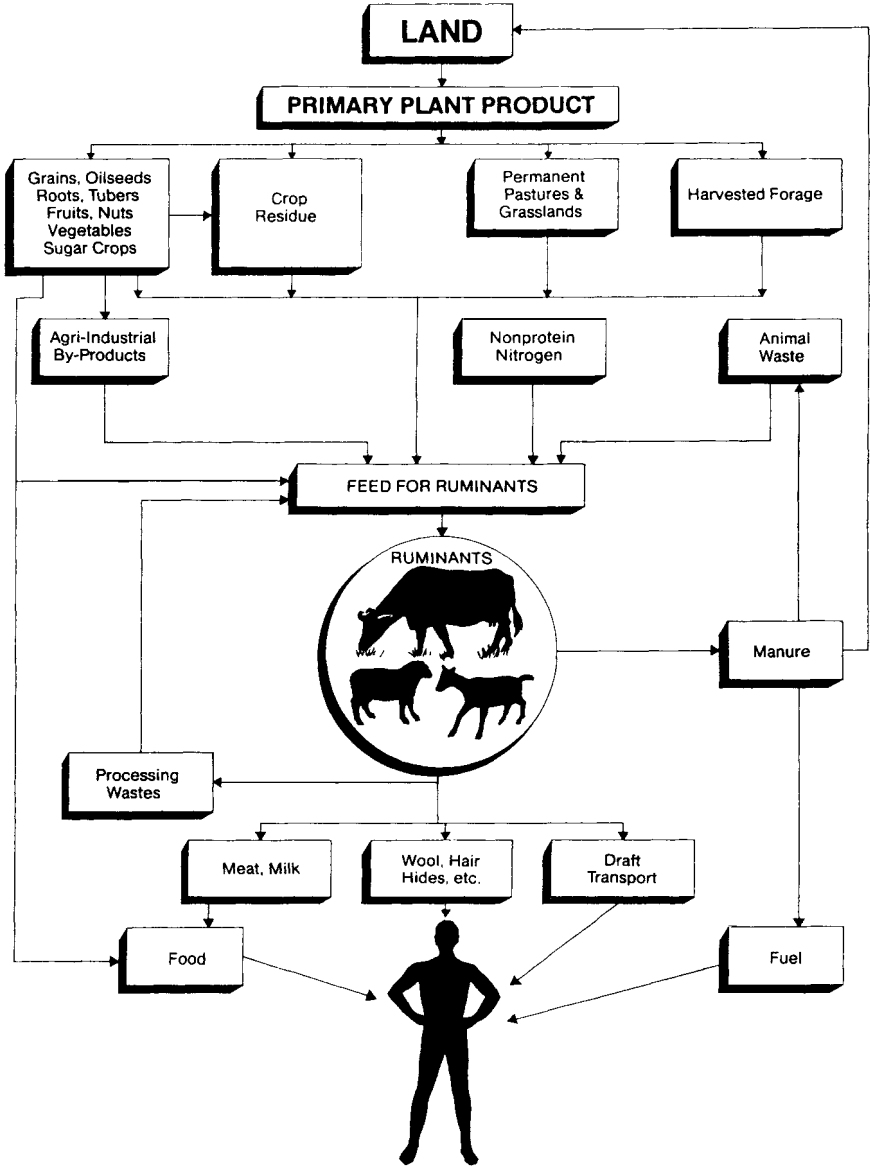 LAND
PRIMARY PLANT PRODUCT
Grains, Oilseeds
Roots, Tubers
Fruits, Nuts
Vegetables
Sugar Crops
Crop
Residue
Permanent
Pastures &
Grasslands
Harvested Forage
Agri-Industrial
By-Products
Nonprotein
Nitrogen
Animal
Waste
FEED FOR RUMINANTS
RUMINANTS
Manure
Processing
Wastes
Meat, Milk
Wool, Hair
Hides, etc.
Draft
Transport
Food
Fuel